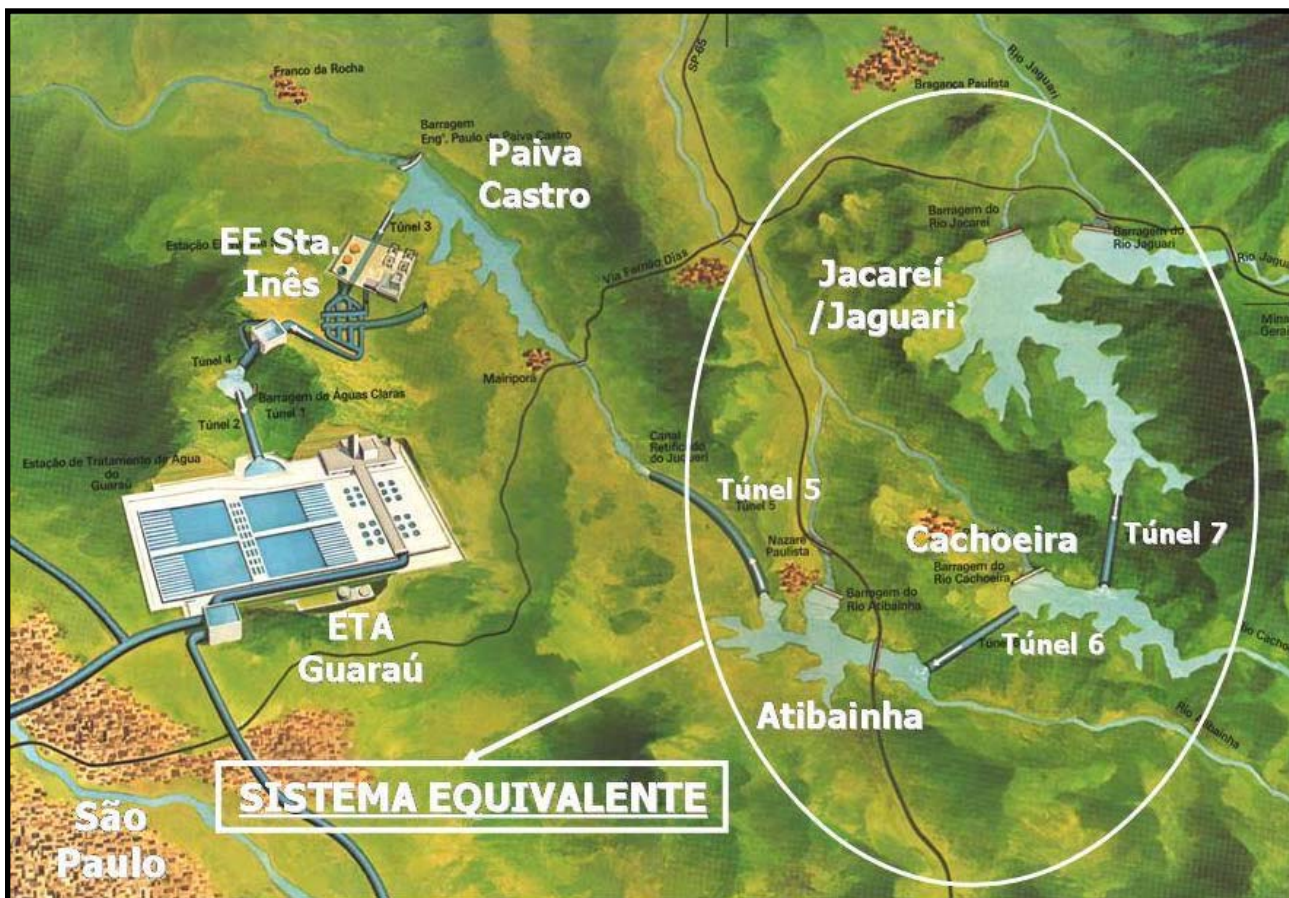 Franco da Rocha
SP-65
Rio Jaguari
Bragança Paulista
Barragem
Engº. Paulo de Paiva Castro
Paiva
Castro
Túnel 3
EE Sta.
Inês
Barragem do
Rio Jacareí
Barragem do
Rio Jaguari
Jacareí
/Jaguari
Via Fernão Dias
Túnel 4
Mairiporã
Barragem de Águas Claras
Túnel 1
Túnel 2
Estação de Tratamento de Água
do
Guaraú
Canal
Retificado
do Juqueri
Túnel 5
Túnel 5
Nazaré
Paulista
Cachoeira
Túnel 7
Barragem do
Rio Cachoeira
Barragem do
Rio Atibainha
ETA
Guaraú
Túnel 6
Atibainha
Rio Atibainha
SISTEMA EQUIVALENTE
São
Paulo